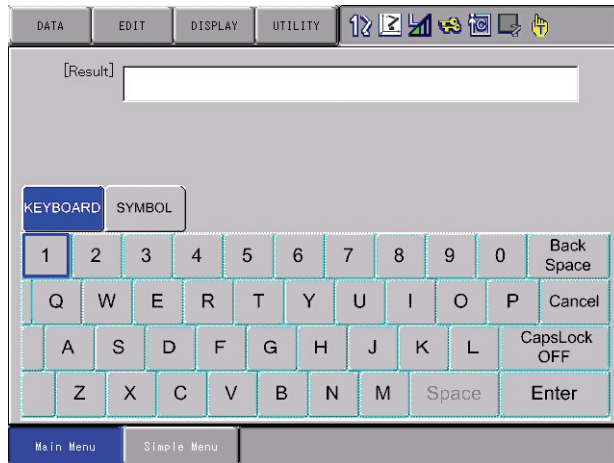 DATA EDIT DISPLAY UTILITY
[Result]
KEYBOARD SYMBOL
1 2 3 4 5 6 7 8 9 0 Back Space
Q W E R T Y U I O P Cancel
A S D F G H J K L CapsLock OFF
Z X C V B N M Space Enter
Main Menu Simple Menu